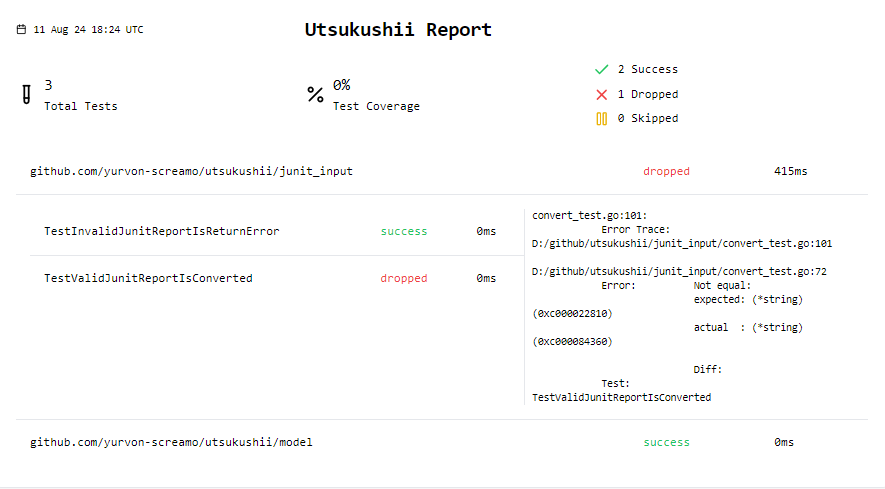 11 Aug 24 18:24 UTC
Utsukushii Report
3
Total Tests
0%
Test Coverage
2 Success
1 Dropped
0 Skipped
github.com/yurvon-screamo/utsukushii/junit_input dropped 415ms
TestInvalidJunitReportIsReturnError success 0ms
TestValidJunitReportIsConverted dropped 0ms
convert_test.go:101:
Error Trace:
D:/github/utsukushii/junit_input/convert_test.go:101
D:/github/utsukushii/junit_input/convert_test.go:72
Error: Not equal:
expected: (*string)
(0xc000022810)
actual : (*string)
(0xc000084360)
Diff:
Test:
TestValidJunitReportIsConverted
github.com/yurvon-screamo/utsukushii/model success 0ms